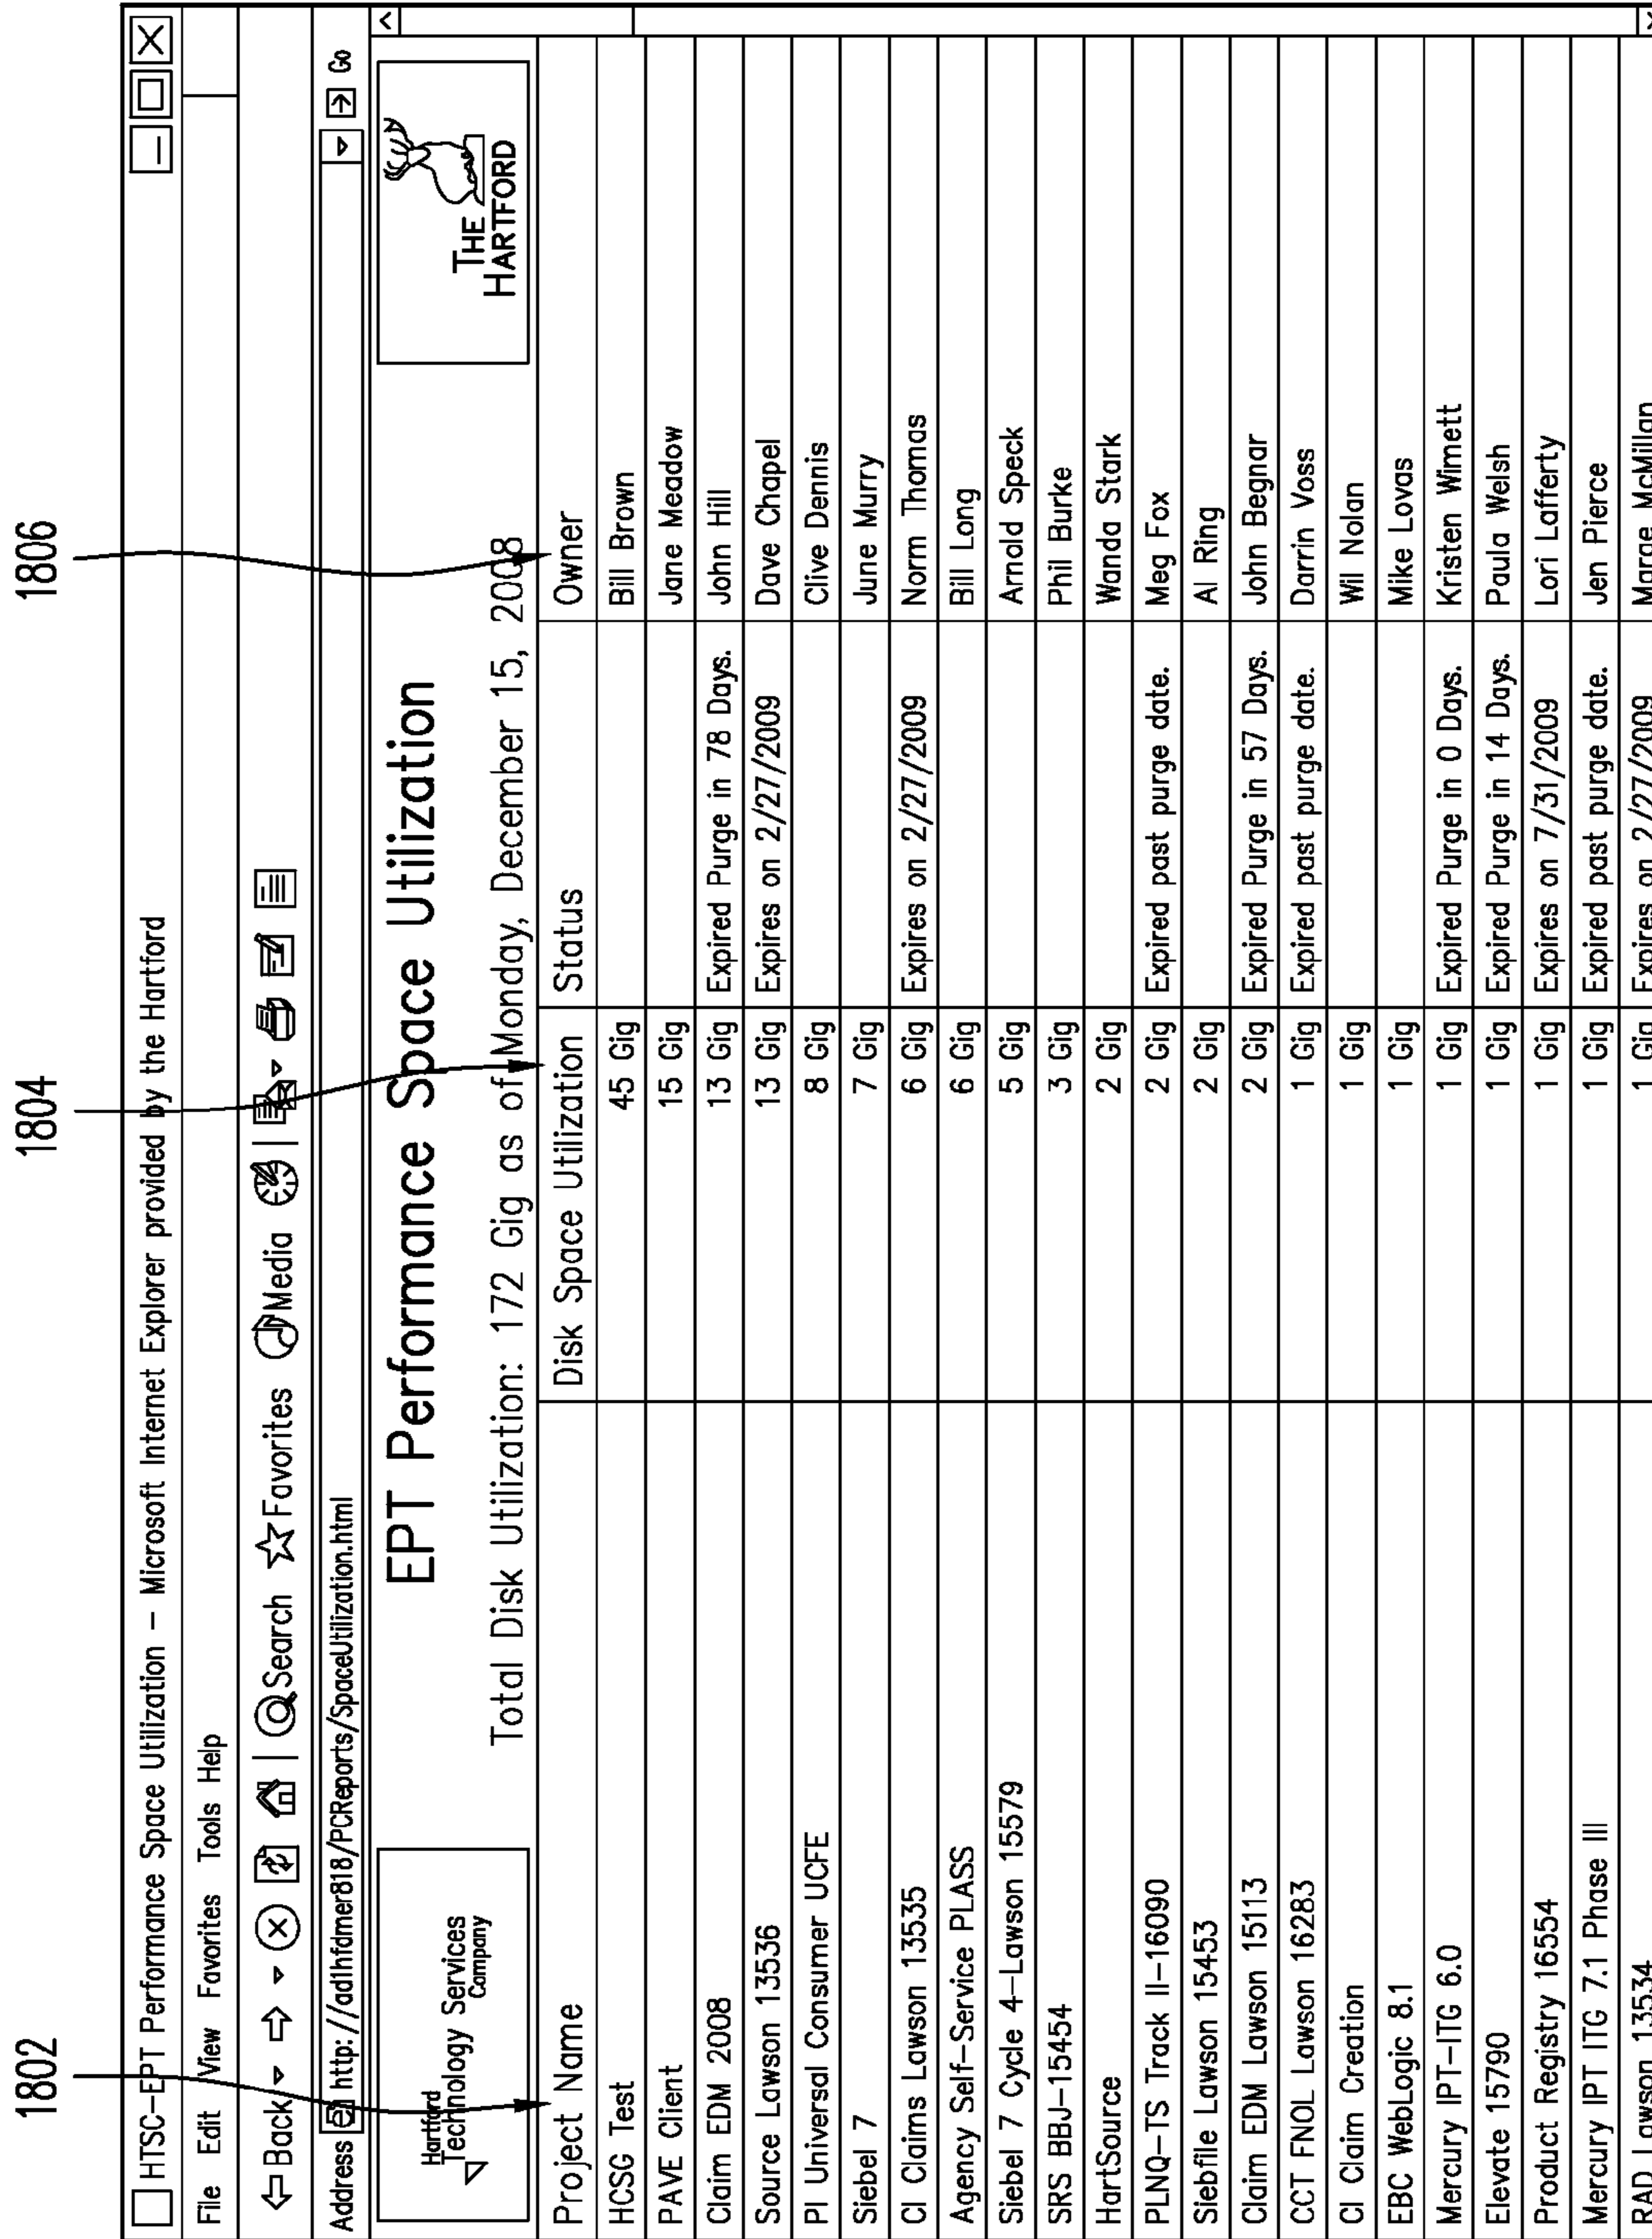 1802
1804
1806
HTSC-EPT Performance Space Utilization - Microsoft Internet Explorer provided by the Hartford
File Edit View Favorites Tools Help
Back Search Favorites Media
Address http://ad1hfdmer818/PCReports/SpaceUtilization.html Go
Hartford
Technology Services
Company
EPT Performance Space Utilization
THE
HARTFORD
Total Disk Utilization: 172 Gig as of Monday, December 15, 2008
Project Name Disk Space Utilization Status Owner
HCSG Test 45 Gig Bill Brown
PAVE Client 15 Gig Jane Meadow
Claim EDM 2008 13 Gig Expired Purge in 78 Days. John Hill
Source Lawson 13536 13 Gig Expires on 2/27/2009 Dave Chapel
PI Universal Consumer UCFE 8 Gig Clive Dennis
Siebel 7 7 Gig June Murry
CI Claims Lawson 13535 6 Gig Expires on 2/27/2009 Norm Thomas
Agency Self-Service PLASS 6 Gig Bill Long
Siebel 7 Cycle 4-Lawson 15579 5 Gig Arnold Speck
SRS BBJ-15454 3 Gig Phil Burke
HartSource 2 Gig Wanda Stark
PLNQ-TS Track II-16090 2 Gig Expired past purge date. Meg Fox
Siebfile Lawson 15453 2 Gig Al Ring
Claim EDM Lawson 15113 2 Gig Expired Purge in 57 Days. John Begnar
CCT FNOL Lawson 16283 1 Gig Expired past purge date. Darrin Voss
CI Claim Creation 1 Gig Wil Nolan
EBC WebLogic 8.1 1 Gig Mike Lovas
Mercury IPT-ITG 6.0 1 Gig Expired Purge in 0 Days. Kristen Wimett
Elevate 15790 1 Gig Expired Purge in 14 Days. Paula Welsh
Product Registry 16554 1 Gig Expires on 7/31/2009 Lori Lafferty
Mercury IPT ITG 7.1 Phase III 1 Gig Expired past purge date. Jen Pierce
RAD Lawson 13534 1 Gig Expires on 2/27/2009 Marge McMillan